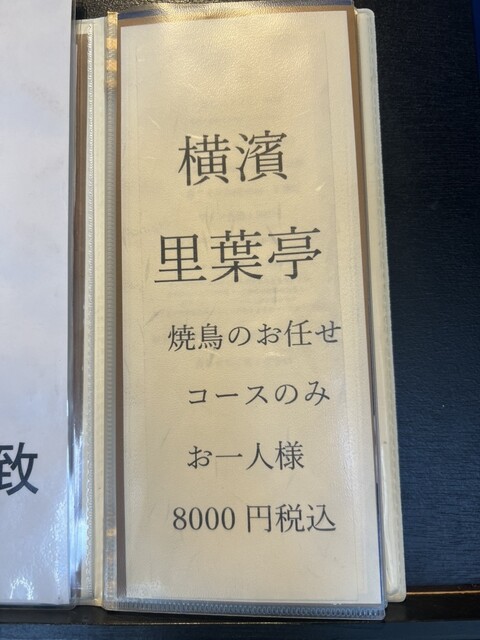 横濱
里葉亭
焼鳥のお任せ
コースのみ
お一人様
8000 円税込
致